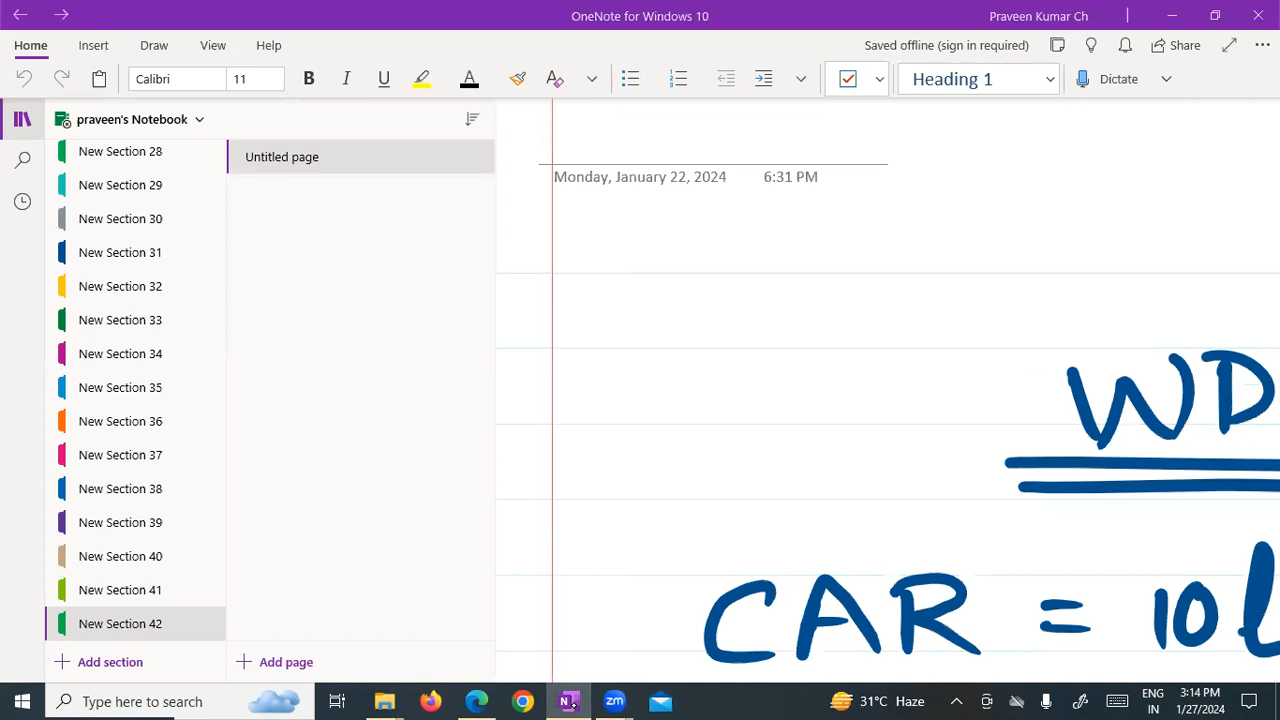 OneNote for Windows 10
Praveen Kumar Ch
Home Insert Draw View Help
Saved offline (sign in required)
Share
Calibri 11 B I U A A Heading 1 Dictate
praveen's Notebook
New Section 28
New Section 29
New Section 30
New Section 31
New Section 32
New Section 33
New Section 34
New Section 35
New Section 36
New Section 37
New Section 38
New Section 39
New Section 40
New Section 41
New Section 42
Add section
Untitled page
Add page
Monday, January 22, 2024 6:31 PM
WD
CAR = 10 l
Type here to search
N
zm
31°C Haze
ENG
IN
3:14 PM
1/27/2024